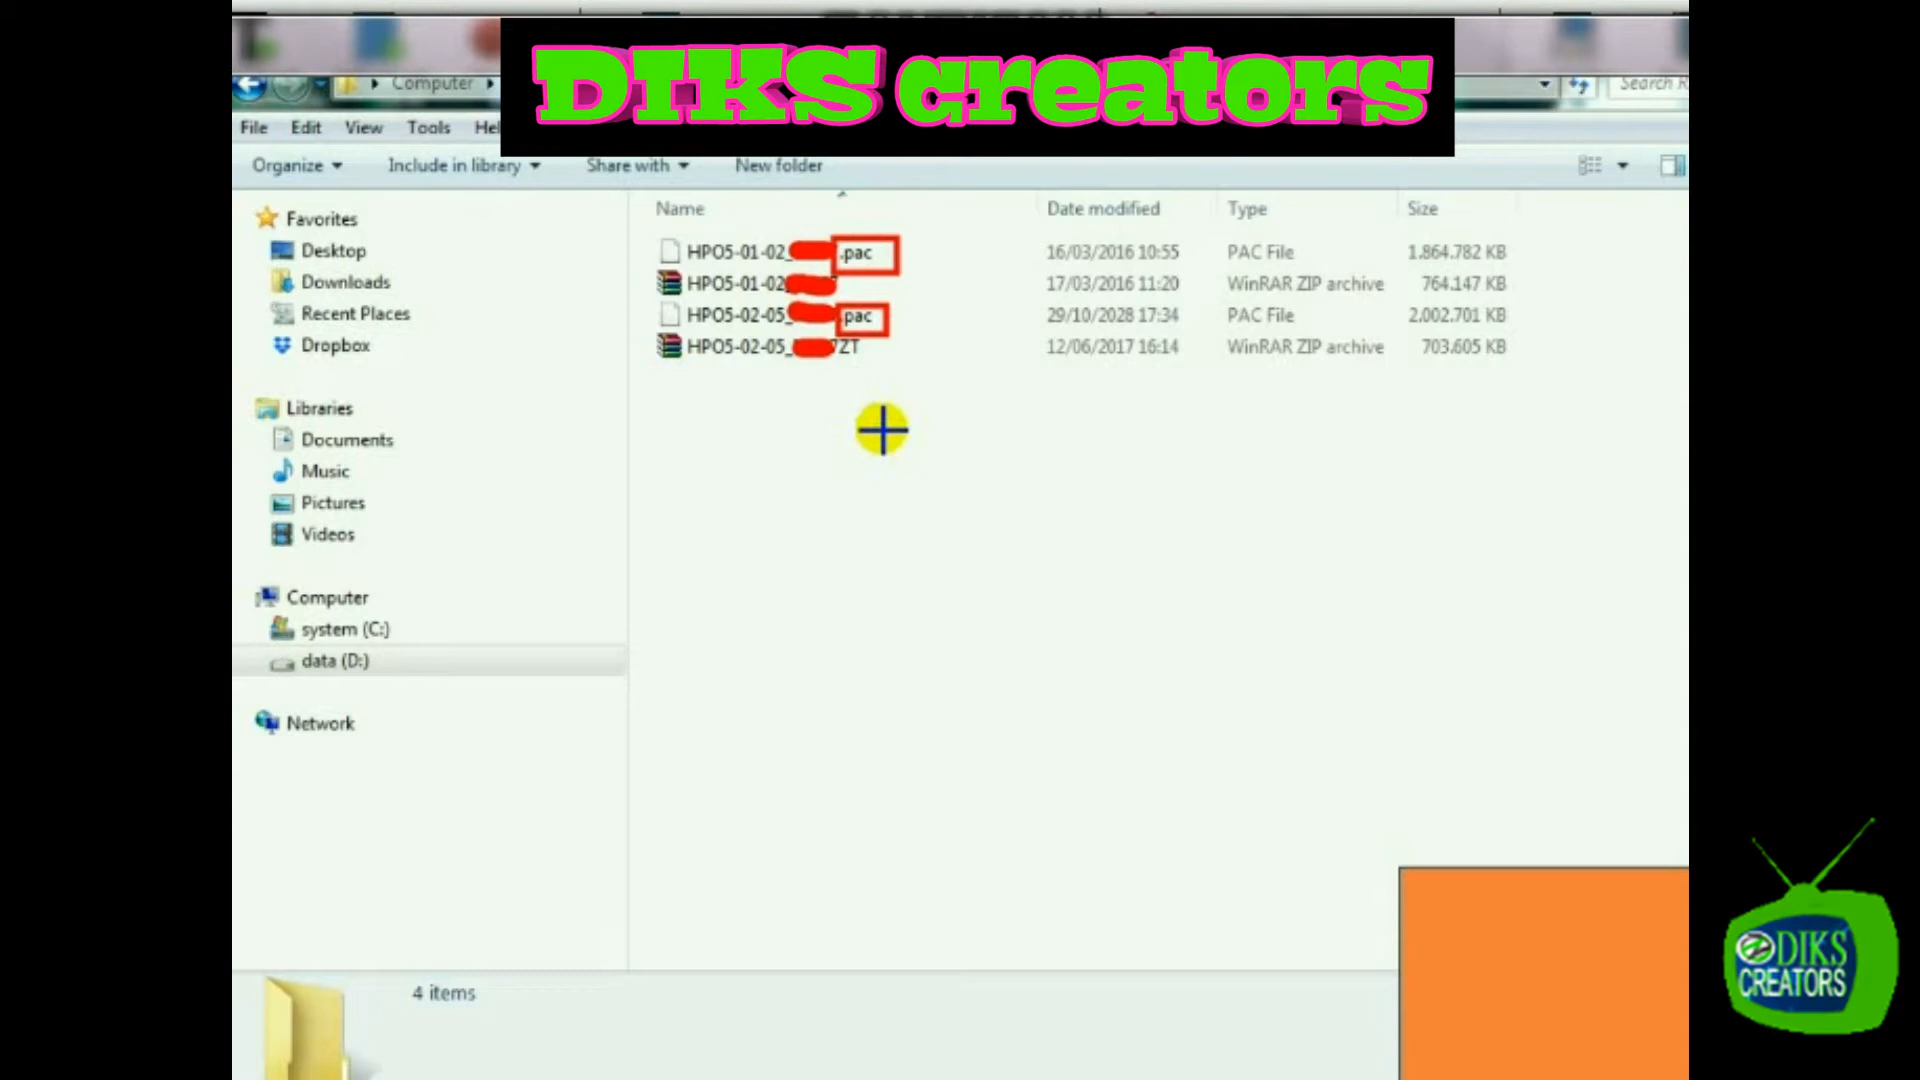 DIKS creators
Computer
Search
File Edit View Tools Hel
Organize Include in library Share with New folder
Name Date modified Type Size
HPO5-01-02_ .pac 16/03/2016 10:55 PAC File 1.864.782 KB
HPO5-01-02 17/03/2016 11:20 WinRAR ZIP archive 764.147 KB
HPO5-02-05_ .pac 29/10/2028 17:34 PAC File 2.002.701 KB
HPO5-02-05_ 7ZT 12/06/2017 16:14 WinRAR ZIP archive 703.605 KB
Favorites
Desktop
Downloads
Recent Places
Dropbox
Libraries
Documents
Music
Pictures
Videos
Computer
system (C:)
data (D:)
Network
4 items
DIKS
CREATORS